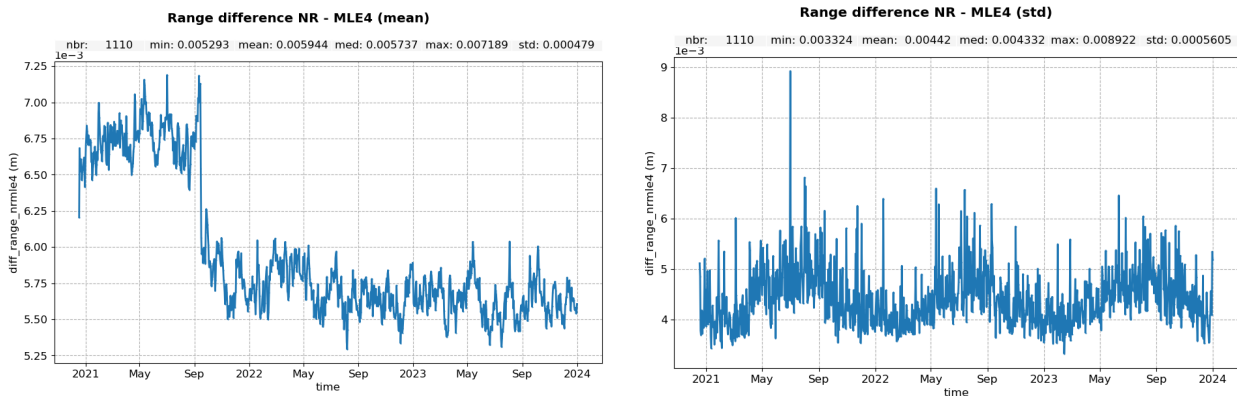 Range difference NR - MLE4 (mean)
nbr: 1110 min: 0.005293 mean: 0.005944 med: 0.005737 max: 0.007189 std: 0.000479
1e−3
7.25
7.00
6.75
6.50
6.25
6.00
5.75
5.50
5.25
diff_range_nrmle4 (m)
2021 May Sep 2022 May Sep 2023 May Sep 2024
time
Range difference NR - MLE4 (std)
nbr: 1110 min: 0.003324 mean: 0.00442 med: 0.004332 max: 0.008922 std: 0.0005605
1e−3
9
8
7
6
5
4
diff_range_nrmle4 (m)
2021 May Sep 2022 May Sep 2023 May Sep 2024
time